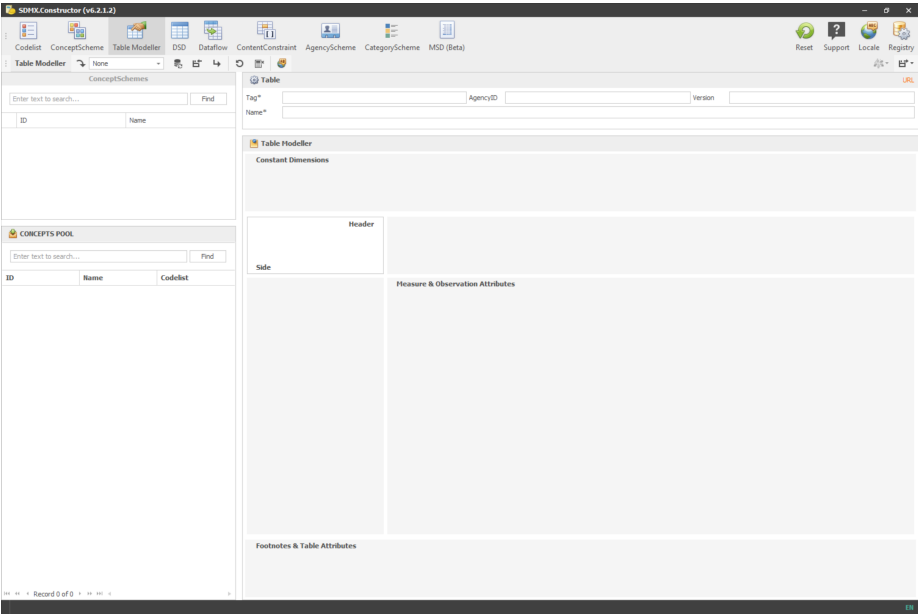 SDMX.Constructor (v6.2.1.2)
Codelist ConceptScheme Table Modeller DSD Dataflow ContentConstraint AgencyScheme CategoryScheme MSD (Beta) Reset Support Locale Registry
Table Modeller None
ConceptSchemes
Enter text to search... Find
ID Name
CONCEPTS POOL
Enter text to search... Find
ID Name Codelist
Record 0 of 0
Table URL
Tag* AgencyID Version
Name*
Table Modeller
Constant Dimensions
Header
Side
Measure & Observation Attributes
Footnotes & Table Attributes
EN